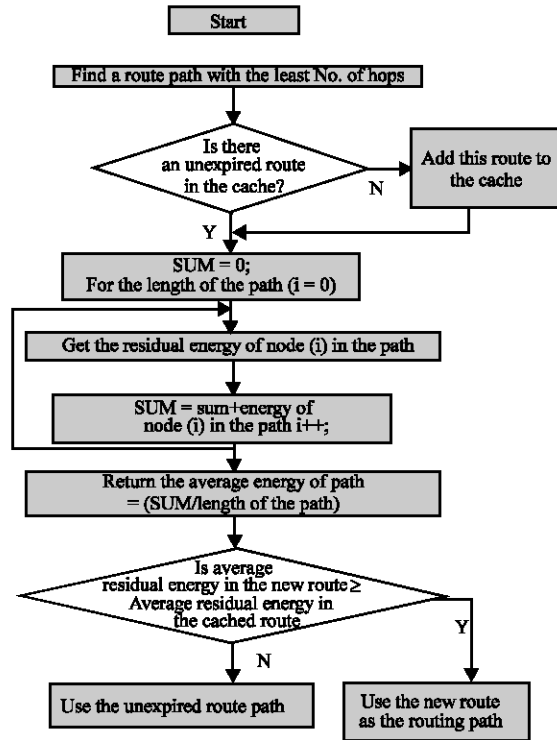 Start
Find a route path with the least No. of hops
Is there
an unexpired route
in the cache?
N
Add this route to
the cache
Y
SUM = 0;
For the length of the path (i = 0)
Get the residual energy of node (i) in the path
SUM = sum+energy of
node (i) in the path i++;
Return the average energy of path
= (SUM/length of the path)
Is average
residual energy in the new route ≥
Average residual energy in
the cached route
Y
N
Use the unexpired route path
Use the new route
as the routing path